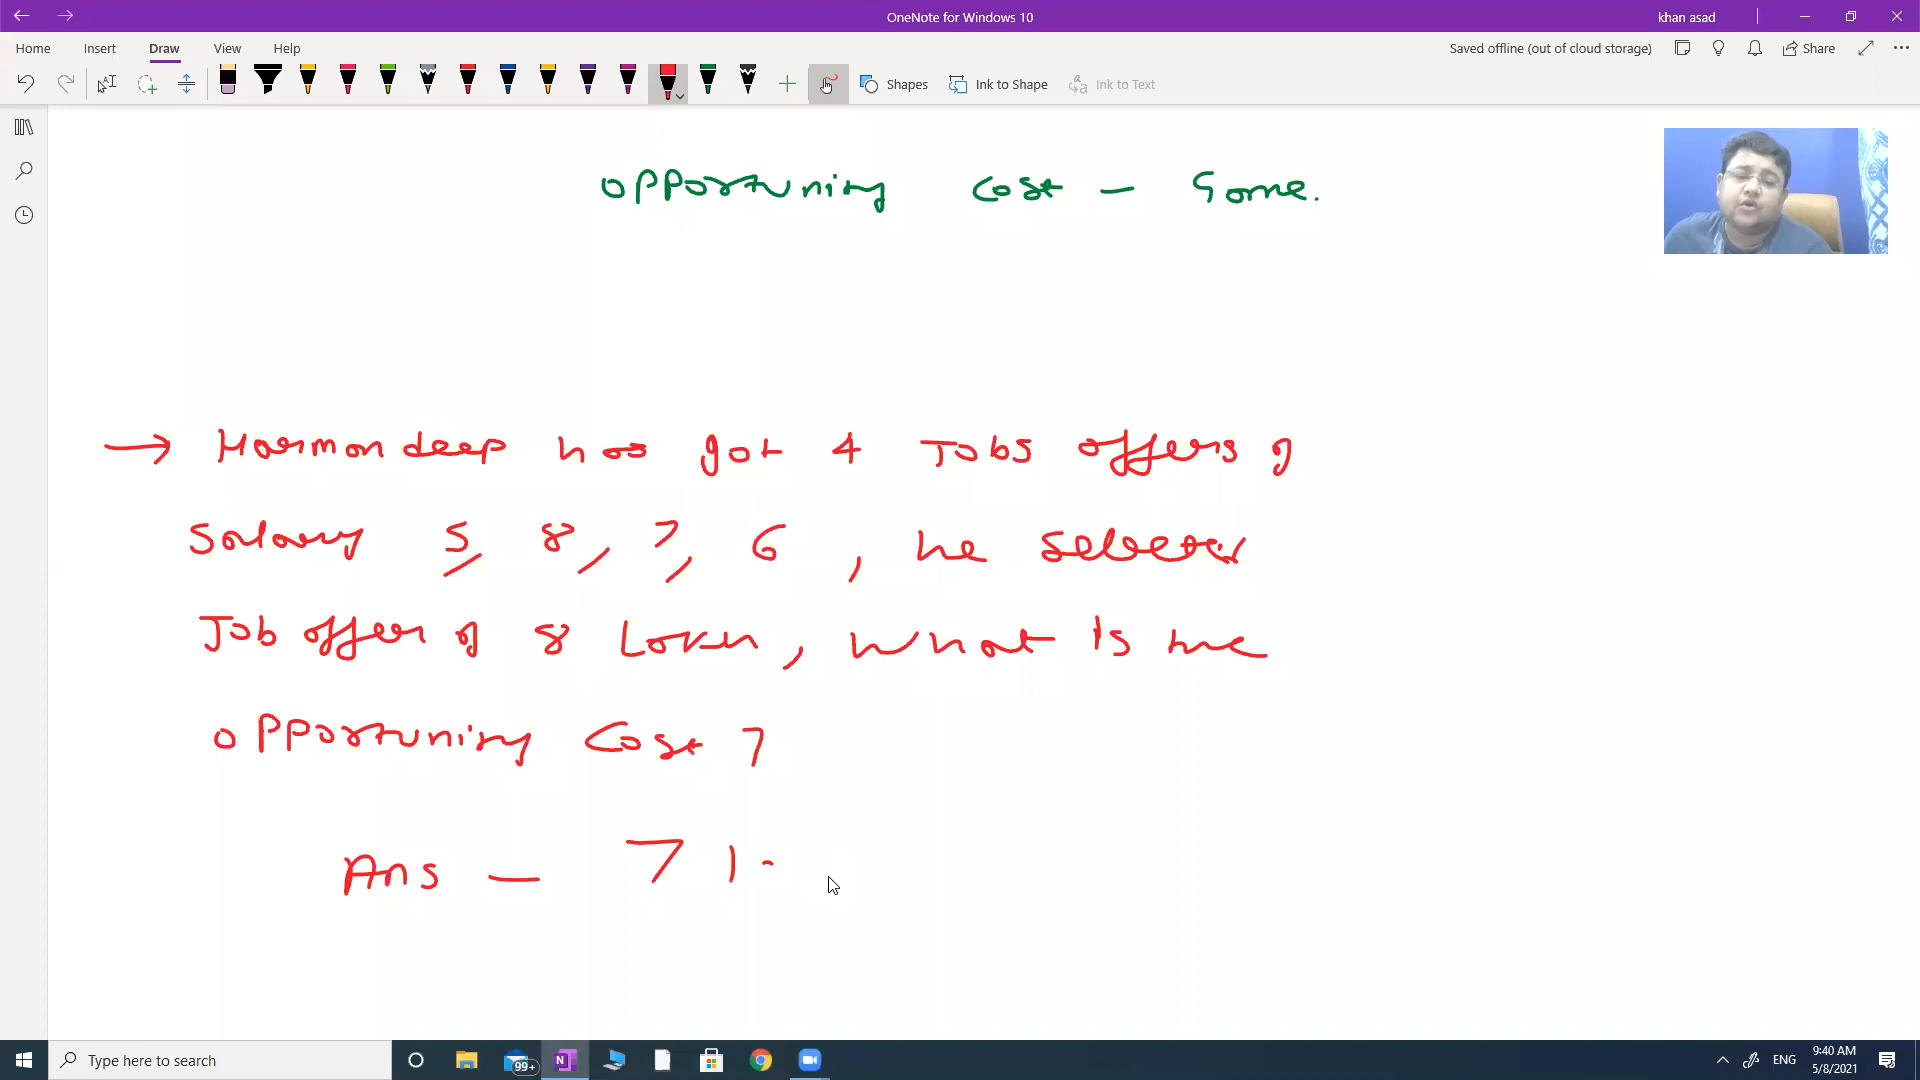 OneNote for Windows 10
khan asad
Home Insert Draw View Help
Saved offline (out of cloud storage)
Share
Shapes
Ink to Shape
Ink to Text
Opportunity Cost – Game.
→ Harmandeep has got 4 Jobs offers of
Salary 5, 8, 7, 6 , he selected
Job offer of 8 Lakh, What is the
Opportunity Cost ?
Ans – 7 l
Type here to search
99+
ENG
9:40 AM
5/8/2021